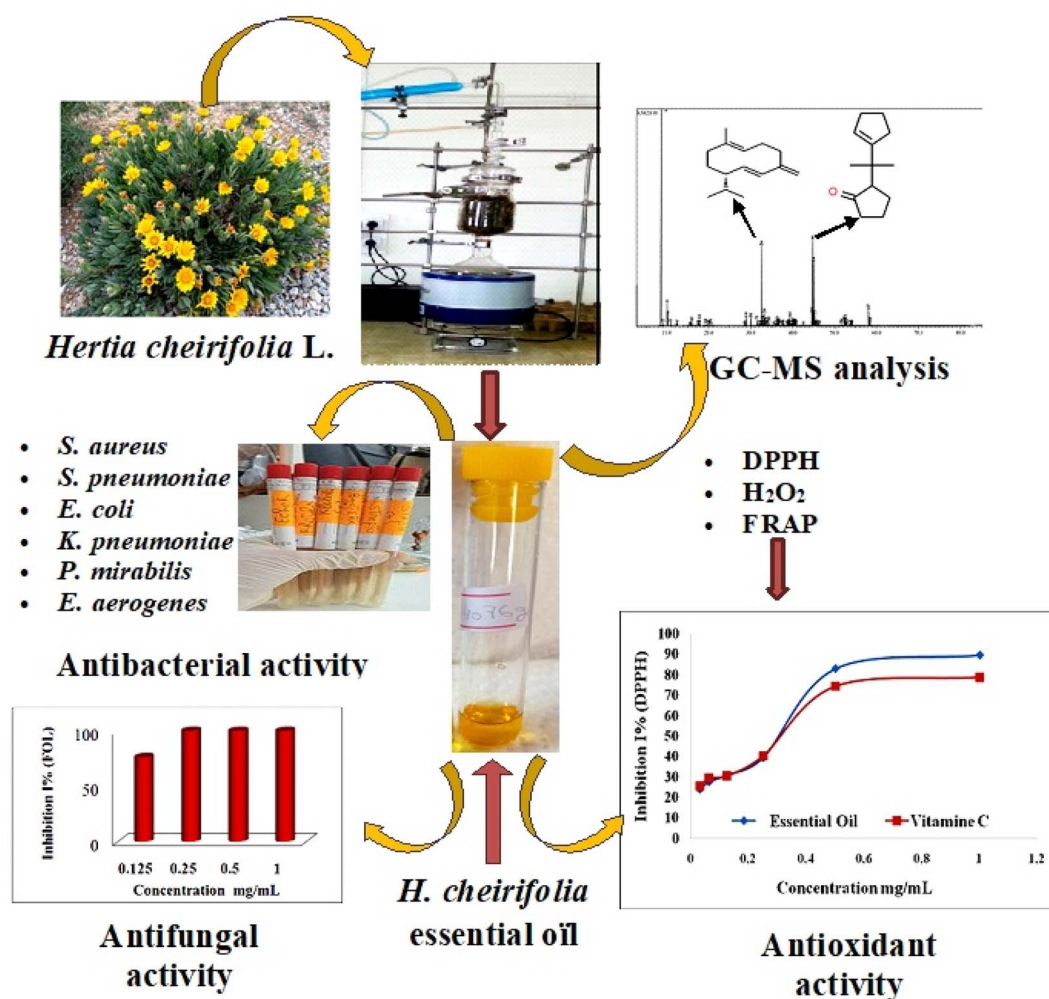 Hertia cheirifolia L.
O
GC-MS analysis
• S. aureus
• S. pneumoniae
• E. coli
• K. pneumoniae
• P. mirabilis
• E. aerogenes
Antibacterial activity
• DPPH
• H₂O₂
• FRAP
Inhibition I% (FOL)
100
50
0
0.125 0.25 0.5 1
Concentration mg/mL
Antifungal
activity
H. cheirifolia
essential oïl
Inhibition I% (DPPH)
100
90
80
70
60
50
40
30
20
10
0
Essential Oil Vitamine C
0 0.2 0.4 0.6 0.8 1 1.2
Concentration mg/mL
Antioxidant
activity